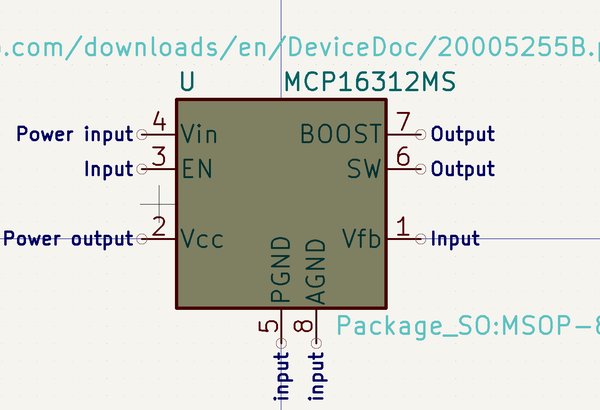 .com/downloads/en/DeviceDoc/20005255B.
U MCP16312MS
Power input 4 Vin BOOST 7 Output
Input 3 EN SW 6 Output
Power output 2 Vcc Vfb 1 Input
PGND AGND
5 8 Package_SO:MSOP-8
input input